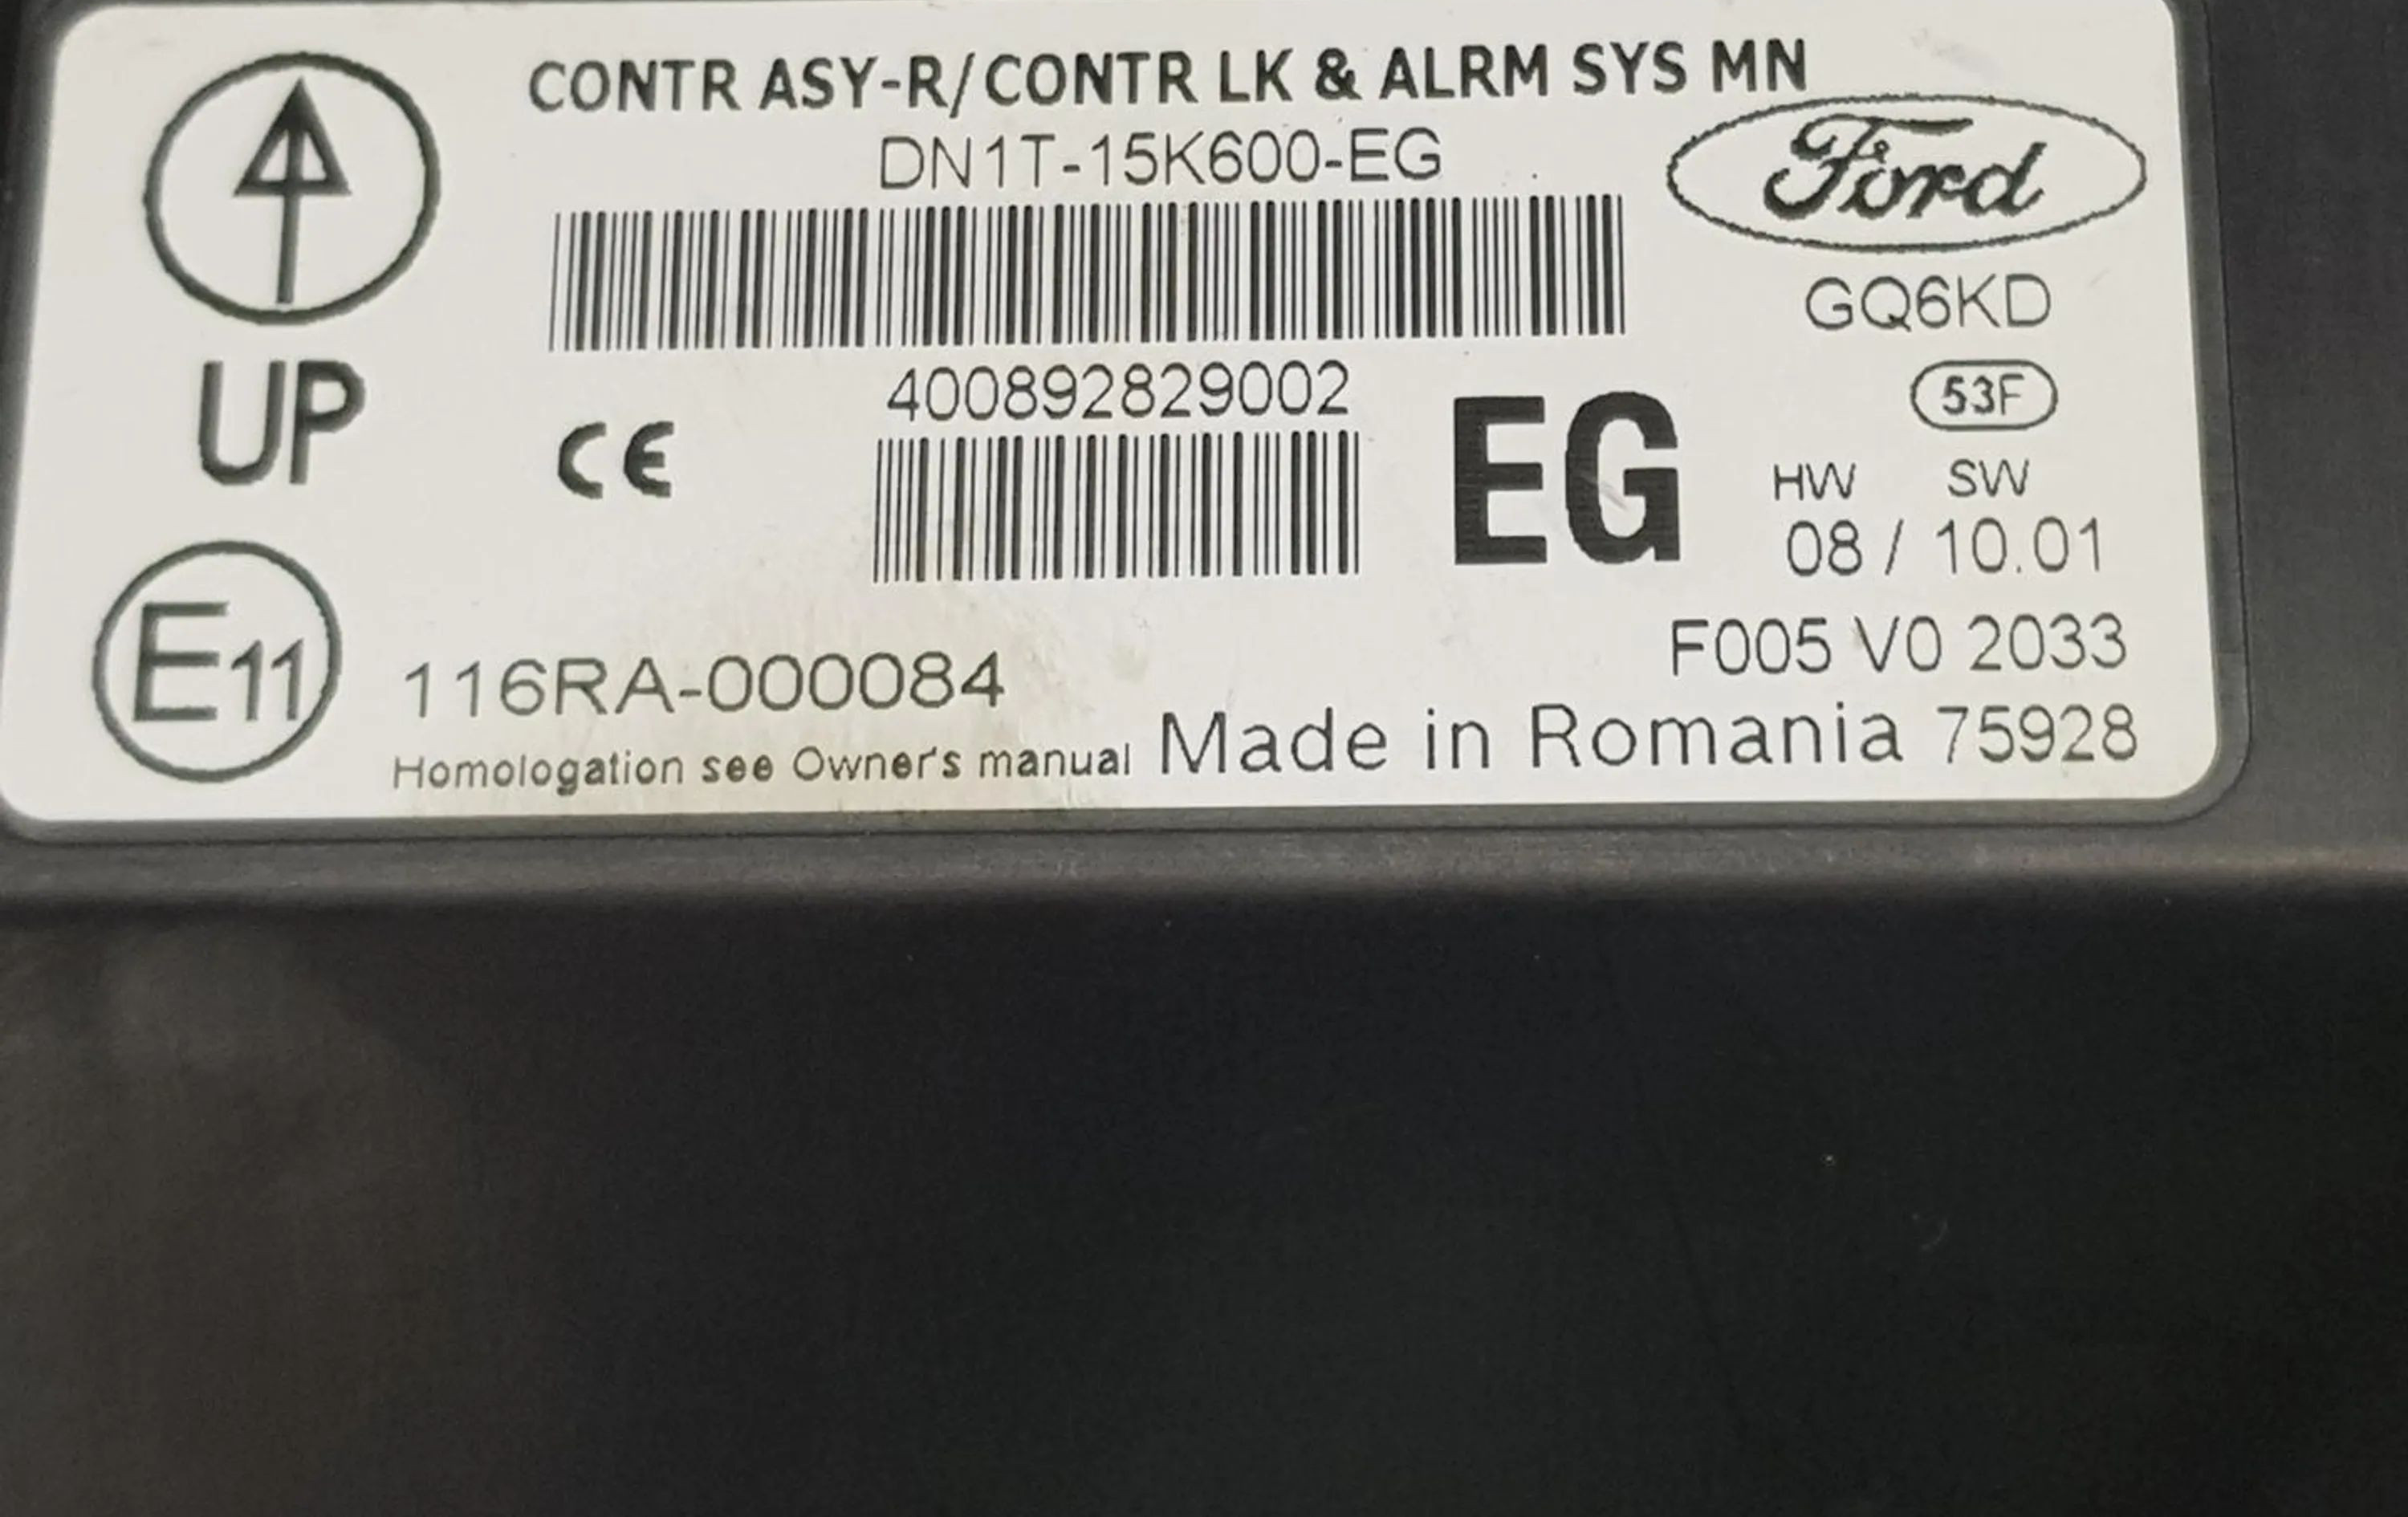 CONTR ASY-R/CONTR LK & ALRM SYS MN
DN1T-15K600-EG
Ford
GQ6KD
UP
CE
400892829002
EG
53F
HW SW
08 / 10.01
E11
116RA-000084
F005 V0 2033
Homologation see Owner's manual
Made in Romania 75928